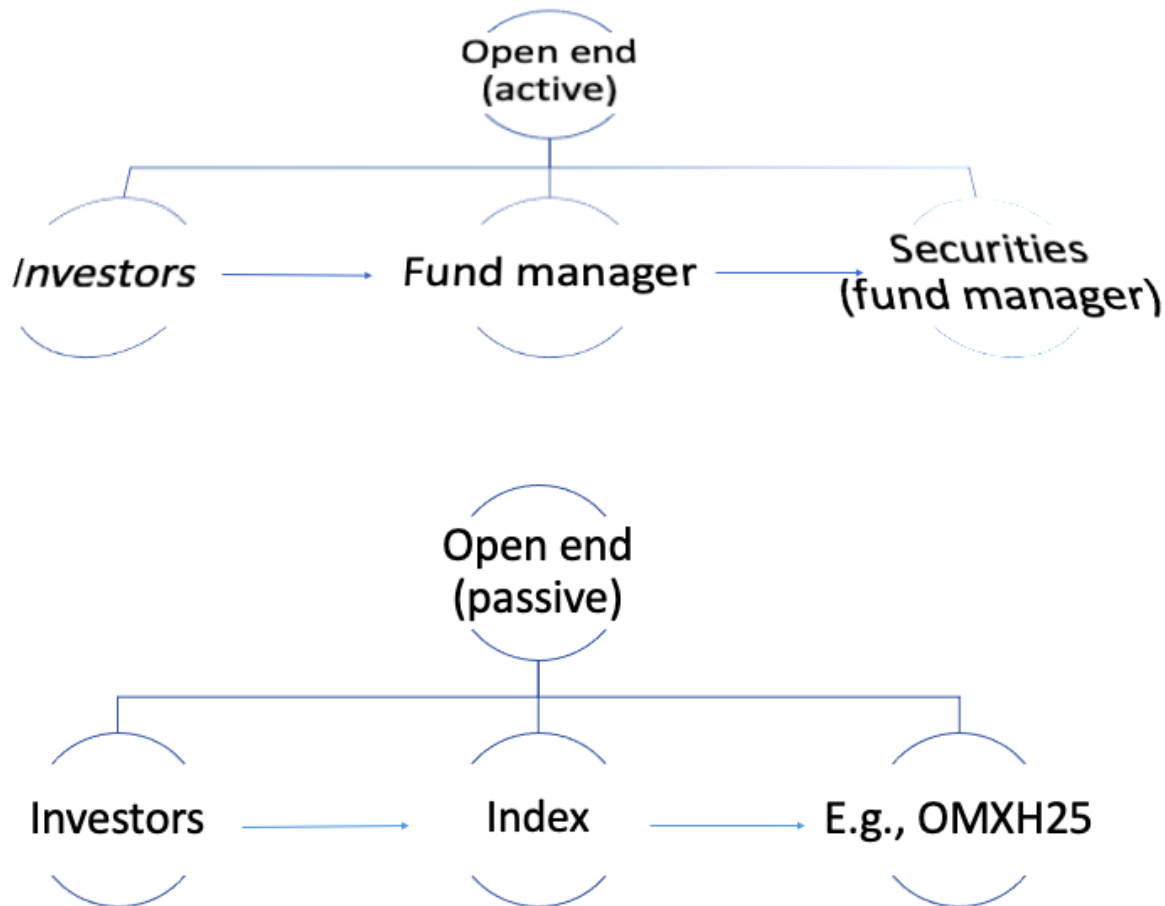 Open end
(active)
Investors
Fund manager
Securities
(fund manager)
Open end
(passive)
Investors
Index
E.g., OMXH25